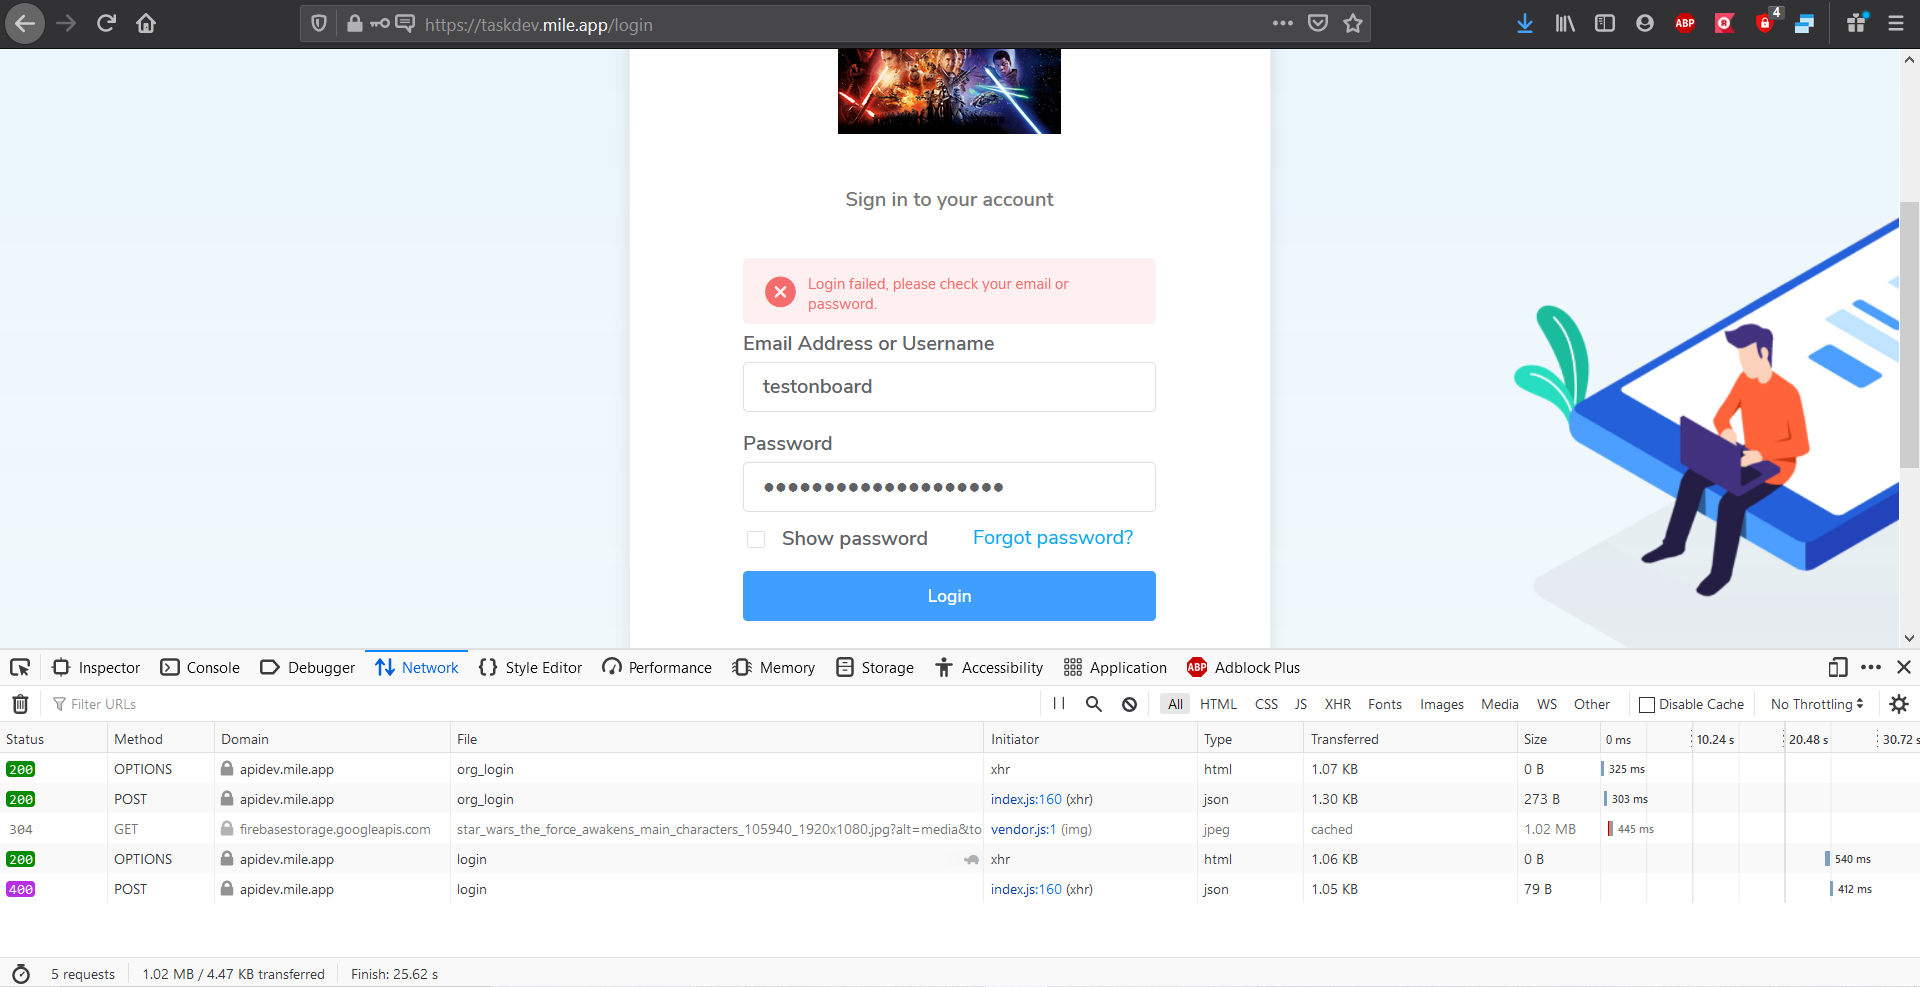 https://taskdev.mile.app/login
ABP
4
Sign in to your account
Login failed, please check your email or
password.
Email Address or Username
testonboard
Password
Show password Forgot password?
Login
Inspector Console Debugger Network Style Editor Performance Memory Storage Accessibility Application ABP Adblock Plus
Filter URLs All HTML CSS JS XHR Fonts Images Media WS Other Disable Cache No Throttling
Status Method Domain File Initiator Type Transferred Size 0 ms 10.24 s 20.48 s 30.72 s
200 OPTIONS apidev.mile.app org_login xhr html 1.07 KB 0 B 325 ms
200 POST apidev.mile.app org_login index.js:160 (xhr) json 1.30 KB 273 B 303 ms
304 GET firebasestorage.googleapis.com star_wars_the_force_awakens_main_characters_105940_1920x1080.jpg?alt=media&to vendor.js:1 (img) jpeg cached 1.02 MB 445 ms
200 OPTIONS apidev.mile.app login xhr html 1.06 KB 0 B 540 ms
400 POST apidev.mile.app login index.js:160 (xhr) json 1.05 KB 79 B 412 ms
5 requests 1.02 MB / 4.47 KB transferred Finish: 25.62 s